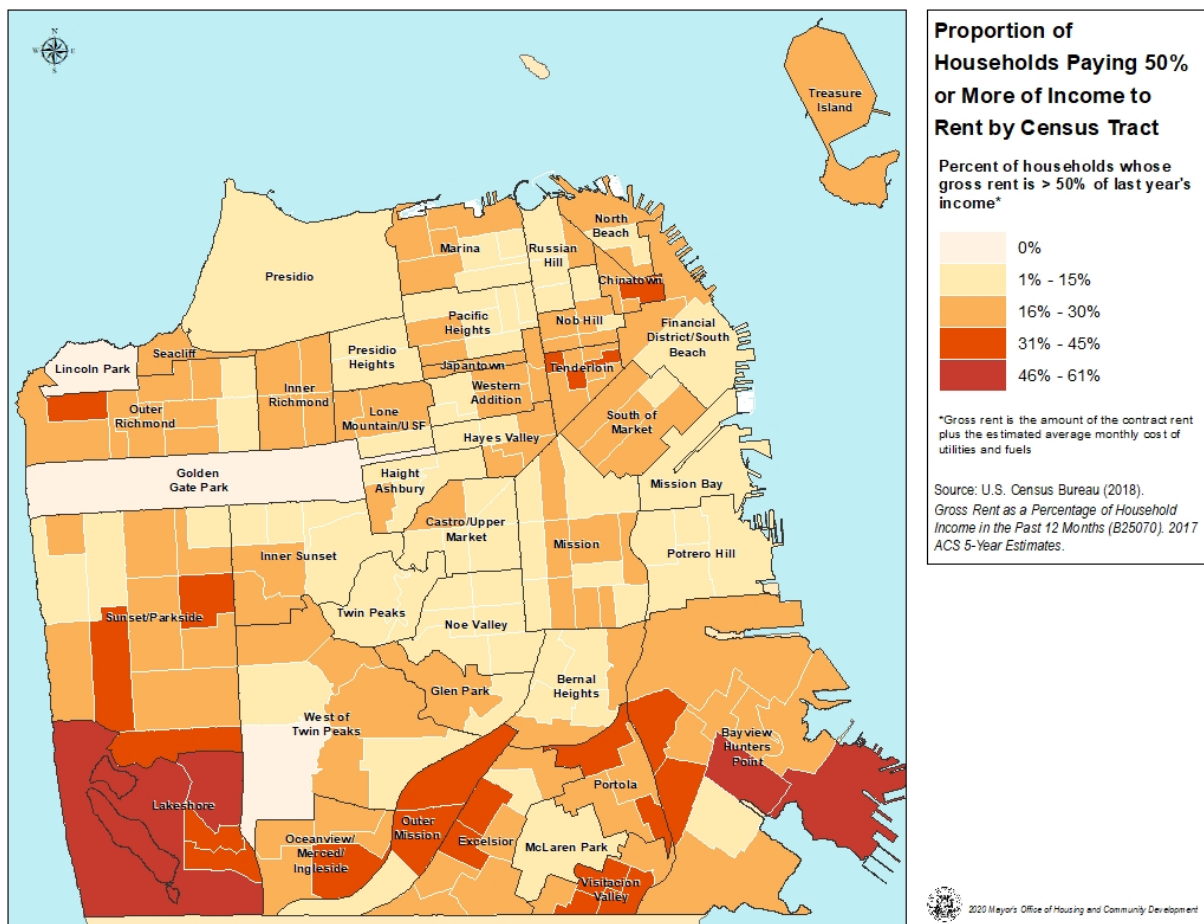 N
W E
S
Treasure
Island
North
Beach
Marina
Russian
Hill
Presidio
Chinatown
Pacific
Heights
Nob Hill
Financial
District/South
Beach
Seacliff
Presidio
Heights
Lincoln Park
Japantown
Tenderloin
Inner
Richmond
Western
Addition
Outer
Richmond
Lone
Mountain/USF
South of
Market
Hayes Valley
Golden
Gate Park
Haight
Ashbury
Mission Bay
Castro/Upper
Market
Mission
Inner Sunset
Potrero Hill
Twin Peaks
Sunset/Parkside
Noe Valley
Glen Park
Bernal
Heights
West of
Twin Peaks
Bayview
Hunters
Point
Portola
Lakeshore
Outer
Mission
Oceanview/
Merced/
Ingleside
Excelsior
McLaren Park
Visitacion
Valley
Proportion of
Households Paying 50%
or More of Income to
Rent by Census Tract
Percent of households whose
gross rent is > 50% of last year's
income*
0%
1% - 15%
16% - 30%
31% - 45%
46% - 61%
*Gross rent is the amount of the contract rent
plus the estimated average monthly cost of
utilities and fuels
Source: U.S. Census Bureau (2018).
Gross Rent as a Percentage of Household
Income in the Past 12 Months (B25070). 2017
ACS 5-Year Estimates.
2020 Mayor's Office of Housing and Community Development